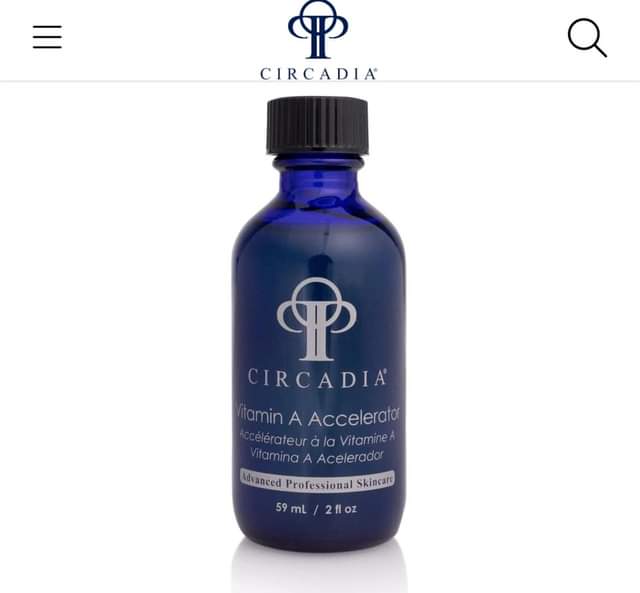 CIRCADIA®
CIRCADIA®
Vitamin A Accelerator
Accélérateur à la Vitamine A
Vitamina A Acelerador
Advanced Professional Skincare
59 mL / 2 fl oz